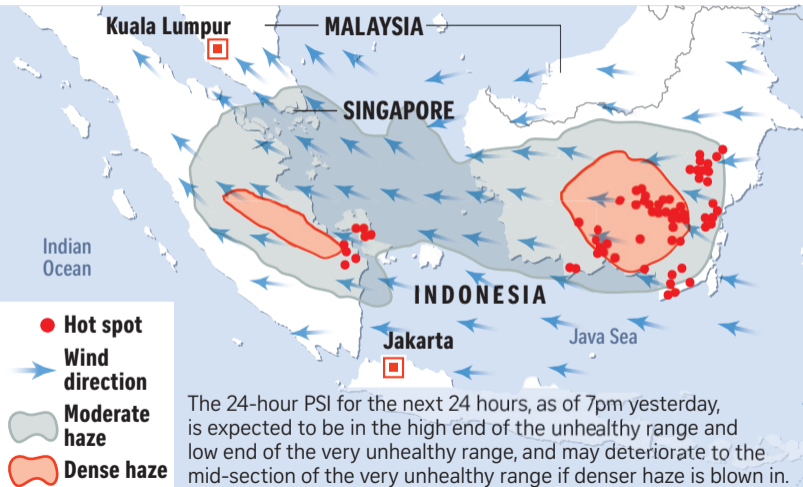 Kuala Lumpur
MALAYSIA
SINGAPORE
Indian
Ocean
INDONESIA
Hot spot
Wind
direction
Moderate
haze
Dense haze
Jakarta
Java Sea
The 24-hour PSI for the next 24 hours, as of 7pm yesterday,
is expected to be in the high end of the unhealthy range and
low end of the very unhealthy range, and may deteriorate to the
mid-section of the very unhealthy range if denser haze is blown in.